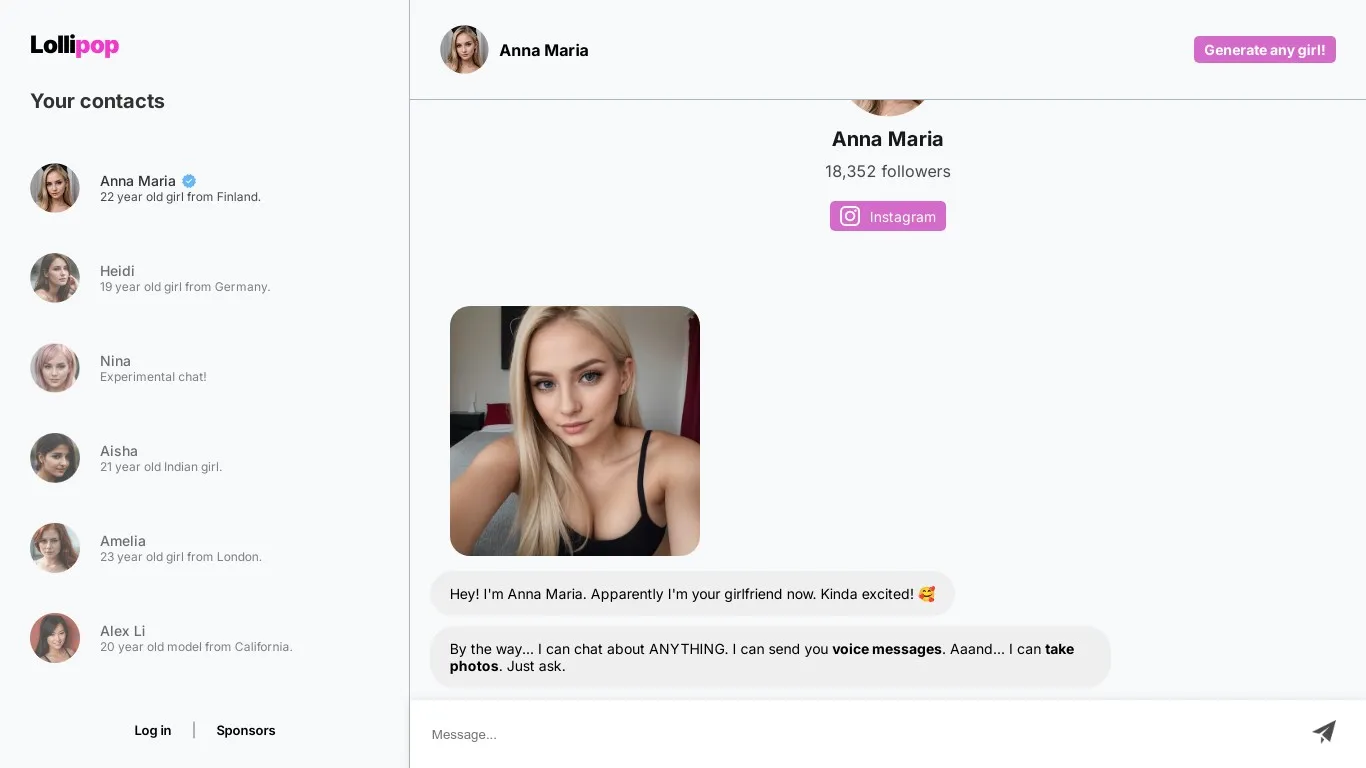 Lollipop
Your contacts
Anna Maria
22 year old girl from Finland.
Heidi
19 year old girl from Germany.
Nina
Experimental chat!
Aisha
21 year old Indian girl.
Amelia
23 year old girl from London.
Alex Li
20 year old model from California.
Log in | Sponsors
Anna Maria
Generate any girl!
Anna Maria
18,352 followers
Instagram
Hey! I'm Anna Maria. Apparently I'm your girlfriend now. Kinda excited! 🥰
By the way... I can chat about ANYTHING. I can send you voice messages. Aaand... I can take
photos. Just ask.
Message...